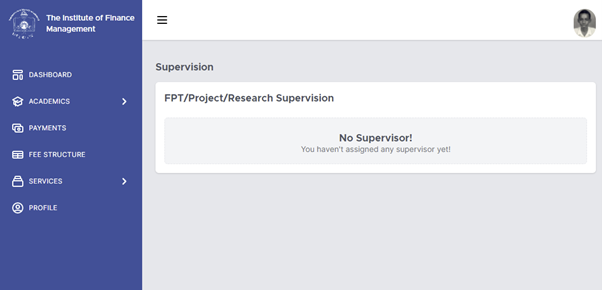 The Institute of Finance
Management
DASHBOARD
ACADEMICS
PAYMENTS
FEE STRUCTURE
SERVICES
PROFILE
Supervision
FPT/Project/Research Supervision
No Supervisor!
You haven't assigned any supervisor yet!